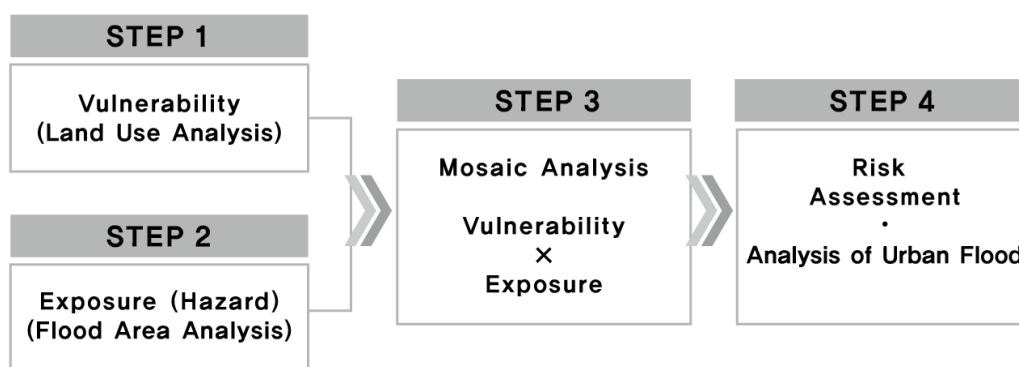 STEP 1
Vulnerability
(Land Use Analysis)
STEP 2
Exposure (Hazard)
(Flood Area Analysis)
STEP 3
Mosaic Analysis
Vulnerability
×
Exposure
STEP 4
Risk
Assessment
·
Analysis of Urban Flood